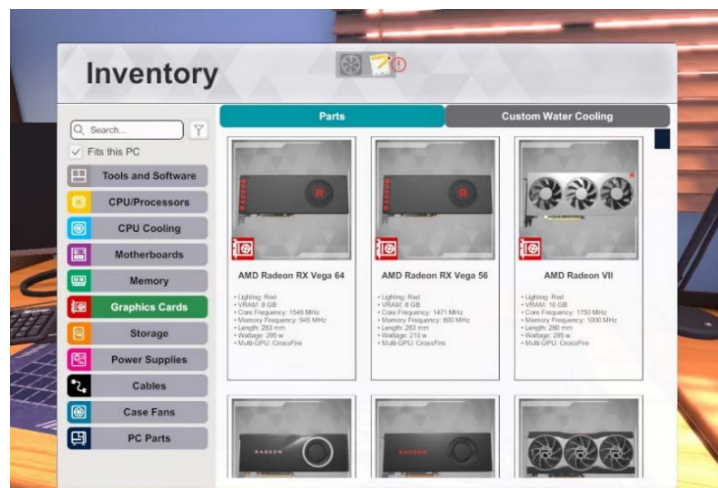 Inventory
Parts
Custom Water Cooling
Search...
Fits this PC
Tools and Software
CPU/Processors
CPU Cooling
Motherboards
Memory
Graphics Cards
Storage
Power Supplies
Cables
Case Fans
PC Parts
AMD Radeon RX Vega 64
• Lighting: Red
• VRAM: 8 GB
• Core Frequency: 1546 MHz
• Memory Frequency: 945 MHz
• Length: 283 mm
• Wattage: 295 w
• Multi-GPU: CrossFire
AMD Radeon RX Vega 56
• Lighting: Red
• VRAM: 8 GB
• Core Frequency: 1471 MHz
• Memory Frequency: 800 MHz
• Length: 283 mm
• Wattage: 210 w
• Multi-GPU: CrossFire
AMD Radeon VII
• Lighting: Red
• VRAM: 16 GB
• Core Frequency: 1750 MHz
• Memory Frequency: 1000 MHz
• Length: 280 mm
• Wattage: 295 w
• Multi-GPU: CrossFire
RADEON
RADEON